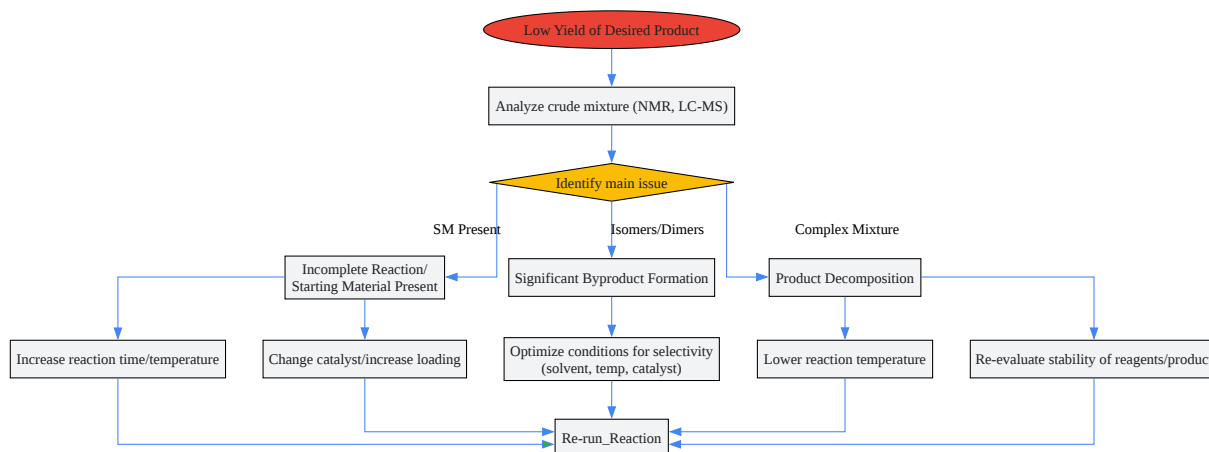 Low Yield of Desired Product
Analyze crude mixture (NMR, LC-MS)
Identify main issue
SM Present
Isomers/Dimers
Complex Mixture
Incomplete Reaction/
Starting Material Present
Significant Byproduct Formation
Product Decomposition
Increase reaction time/temperature
Change catalyst/increase loading
Optimize conditions for selectivity
(solvent, temp, catalyst)
Lower reaction temperature
Re-evaluate stability of reagents/product
Re-run_Reaction